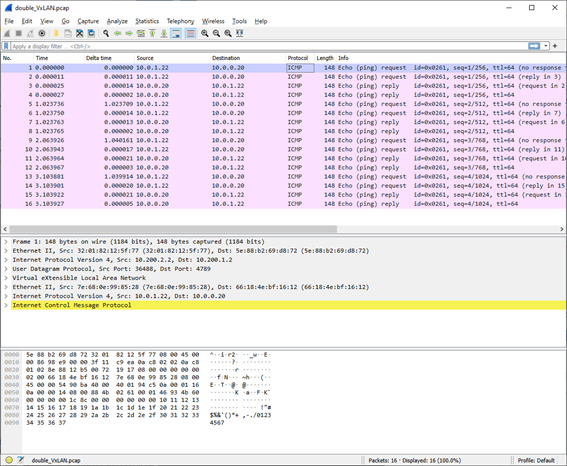 double_VxLAN.pcap
File Edit View Go Capture Analyze Statistics Telephony Wireless Tools Help
Apply a display filter ... <Ctrl-/>
No. Time Delta time Source Destination Protocol Length Info
1 0.000000 0.000000 10.0.1.22 10.0.0.20 ICMP 148 Echo (ping) request id=0x0261, seq=1/256, ttl=64 (no response
2 0.000011 0.000011 10.0.1.22 10.0.0.20 ICMP 148 Echo (ping) request id=0x0261, seq=1/256, ttl=64 (reply in 3)
3 0.000025 0.000014 10.0.0.20 10.0.1.22 ICMP 148 Echo (ping) reply id=0x0261, seq=1/256, ttl=64 (request in 2
4 0.000027 0.000002 10.0.0.20 10.0.1.22 ICMP 148 Echo (ping) reply id=0x0261, seq=1/256, ttl=64
5 1.023736 1.023709 10.0.1.22 10.0.0.20 ICMP 148 Echo (ping) request id=0x0261, seq=2/512, ttl=64 (no response
6 1.023750 0.000014 10.0.1.22 10.0.0.20 ICMP 148 Echo (ping) request id=0x0261, seq=2/512, ttl=64 (reply in 7)
7 1.023763 0.000013 10.0.0.20 10.0.1.22 ICMP 148 Echo (ping) reply id=0x0261, seq=2/512, ttl=64 (request in 6
8 1.023765 0.000002 10.0.0.20 10.0.1.22 ICMP 148 Echo (ping) reply id=0x0261, seq=2/512, ttl=64
9 2.063926 1.040161 10.0.1.22 10.0.0.20 ICMP 148 Echo (ping) request id=0x0261, seq=3/768, ttl=64 (no response
10 2.063943 0.000017 10.0.1.22 10.0.0.20 ICMP 148 Echo (ping) request id=0x0261, seq=3/768, ttl=64 (reply in 11)
11 2.063964 0.000021 10.0.0.20 10.0.1.22 ICMP 148 Echo (ping) reply id=0x0261, seq=3/768, ttl=64 (request in 10
12 2.063967 0.000003 10.0.0.20 10.0.1.22 ICMP 148 Echo (ping) reply id=0x0261, seq=3/768, ttl=64
13 3.103881 1.039914 10.0.1.22 10.0.0.20 ICMP 148 Echo (ping) request id=0x0261, seq=4/1024, ttl=64 (no response
14 3.103901 0.000020 10.0.1.22 10.0.0.20 ICMP 148 Echo (ping) request id=0x0261, seq=4/1024, ttl=64 (reply in 15
15 3.103922 0.000021 10.0.0.20 10.0.1.22 ICMP 148 Echo (ping) reply id=0x0261, seq=4/1024, ttl=64 (request in
16 3.103927 0.000005 10.0.0.20 10.0.1.22 ICMP 148 Echo (ping) reply id=0x0261, seq=4/1024, ttl=64
Frame 1: 148 bytes on wire (1184 bits), 148 bytes captured (1184 bits)
Ethernet II, Src: 32:01:82:12:5f:77 (32:01:82:12:5f:77), Dst: 5e:88:b2:69:d8:72 (5e:88:b2:69:d8:72)
Internet Protocol Version 4, Src: 10.200.2.2, Dst: 10.200.1.2
User Datagram Protocol, Src Port: 36488, Dst Port: 4789
Virtual eXtensible Local Area Network
Ethernet II, Src: 7e:68:0e:99:85:28 (7e:68:0e:99:85:28), Dst: 66:18:4e:bf:16:12 (66:18:4e:bf:16:12)
Internet Protocol Version 4, Src: 10.0.1.22, Dst: 10.0.0.20
Internet Control Message Protocol
0000 5e 88 b2 69 d8 72 32 01 82 12 5f 77 08 00 45 00
0010 00 86 98 e9 00 00 3f 11 c9 ea 0a c8 02 02 0a c8
0020 01 02 8e 88 12 b5 00 72 19 17 08 00 00 00 00 00
0030 02 00 66 18 4e bf 16 12 7e 68 0e 99 85 28 08 00
0040 45 00 00 54 90 ba 40 00 40 01 94 c5 0a 00 01 16
0050 0a 00 00 14 08 00 88 4b 02 61 00 01 46 93 4b 60
0060 00 00 00 00 1c 8c 00 00 00 00 00 00 10 11 12 13
0070 14 15 16 17 18 19 1a 1b 1c 1d 1e 1f 20 21 22 23
0080 24 25 26 27 28 29 2a 2b 2c 2d 2e 2f 30 31 32 33
0090 34 35 36 37
double_VxLAN.pcap
Packets: 16 · Displayed: 16 (100.0%)
Profile: Default